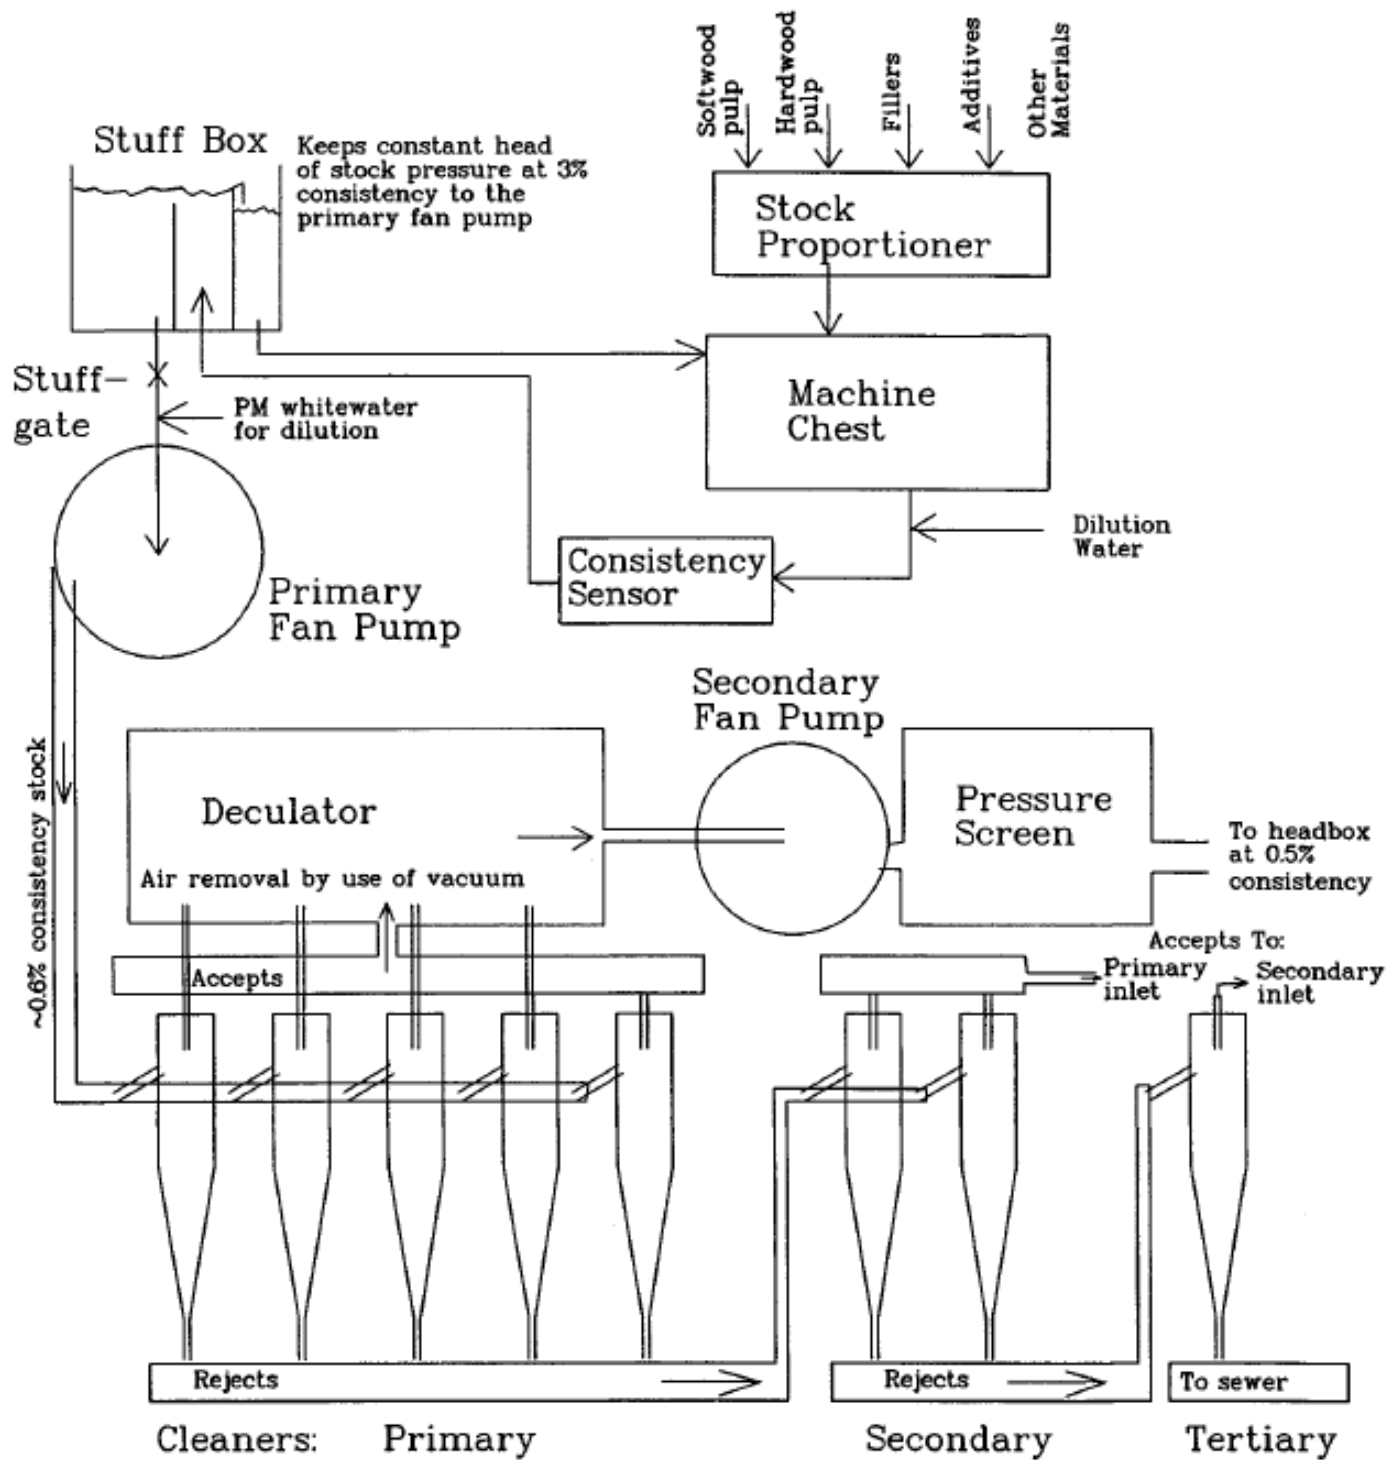 Softwood
pulp
Hardwood
pulp
Fillers
Additives
Other
Materials
Stuff Box
Keeps constant head
of stock pressure at 3%
consistency to the
primary fan pump
Stock
Proportioner
Machine
Chest
Stuff-
gate
PM whitewater
for dilution
Dilution
Water
Consistency
Sensor
Primary
Fan Pump
Secondary
Fan Pump
~0.6% consistency stock
Deculator
Air removal by use of vacuum
Pressure
Screen
To headbox
at 0.5%
consistency
Accepts To:
Accepts
Primary
inlet
Secondary
inlet
Rejects
Rejects
To sewer
Cleaners: Primary
Secondary
Tertiary